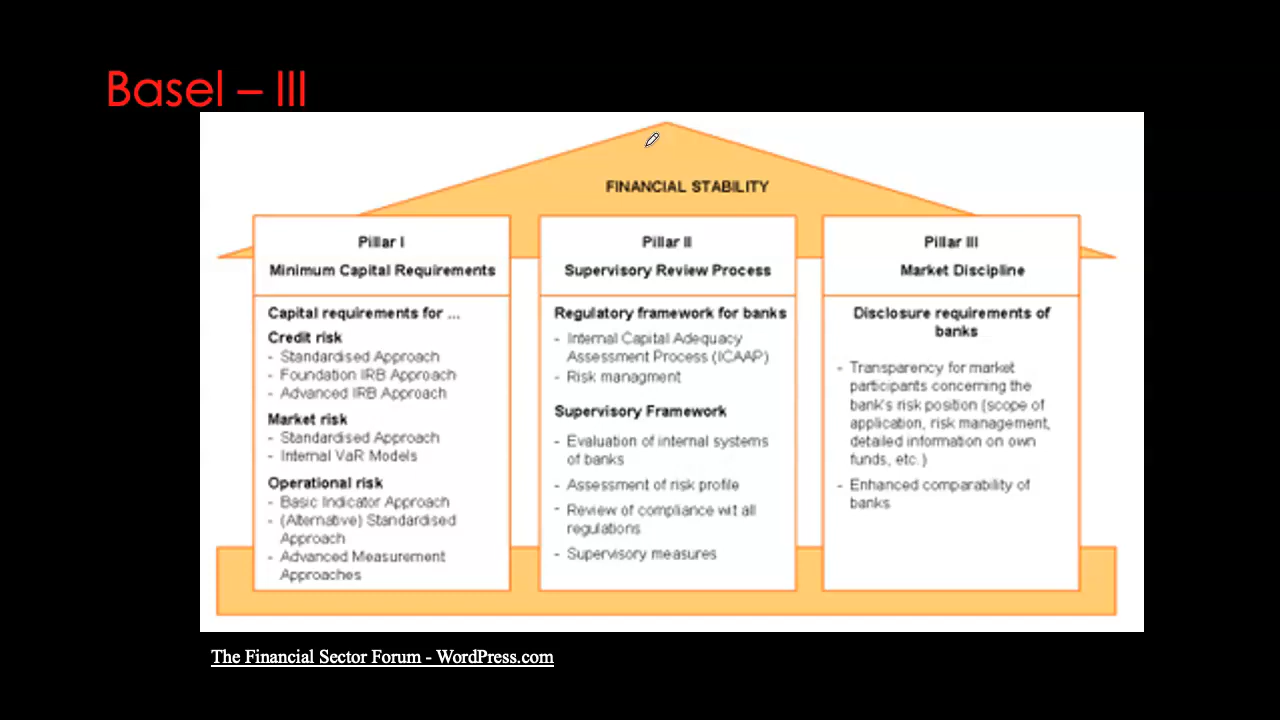 Basel – III
FINANCIAL STABILITY
Pillar I
Minimum Capital Requirements
Capital requirements for ...
Credit risk
- Standardised Approach
- Foundation IRB Approach
- Advanced IRB Approach
Market risk
- Standardised Approach
- Internal VaR Models
Operational risk
- Basic Indicator Approach
- (Alternative) Standardised
Approach
- Advanced Measurement
Approaches
Pillar II
Supervisory Review Process
Regulatory framework for banks
- Internal Capital Adequacy
Assessment Process (ICAAP)
- Risk managment
Supervisory Framework
- Evaluation of internal systems
of banks
- Assessment of risk profile
- Review of compliance wit all
regulations
- Supervisory measures
Pillar III
Market Discipline
Disclosure requirements of
banks
- Transparency for market
participants concerning the
bank's risk position (scope of
application, risk management,
detailed information on own
funds, etc.)
- Enhanced comparability of
banks
The Financial Sector Forum - WordPress.com